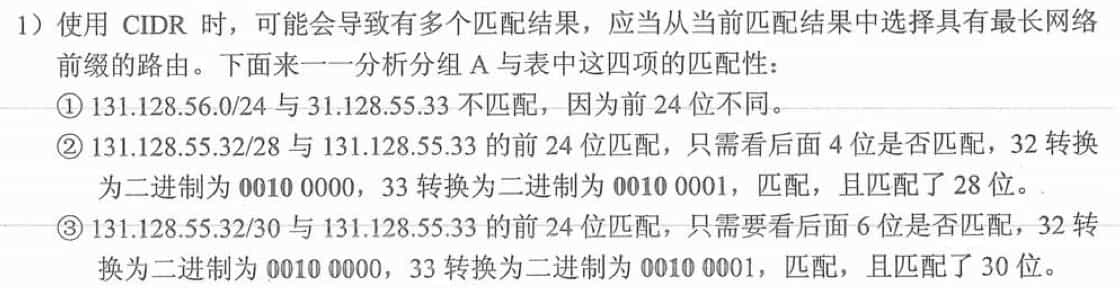 1）使用 CIDR 时，可能会导致有多个匹配结果，应当从当前匹配结果中选择具有最长网络
前缀的路由。下面来一一分析分组 A 与表中这四项的匹配性：
① 131.128.56.0/24 与 31.128.55.33 不匹配，因为前 24 位不同。
② 131.128.55.32/28 与 131.128.55.33 的前 24 位匹配，只需看后面 4 位是否匹配，32 转换
为二进制为 0010 0000，33 转换为二进制为 0010 0001，匹配，且匹配了 28 位。
③ 131.128.55.32/30 与 131.128.55.33 的前 24 位匹配，只需要看后面 6 位是否匹配，32 转
换为二进制为 0010 0000，33 转换为二进制为 0010 0001，匹配，且匹配了 30 位。